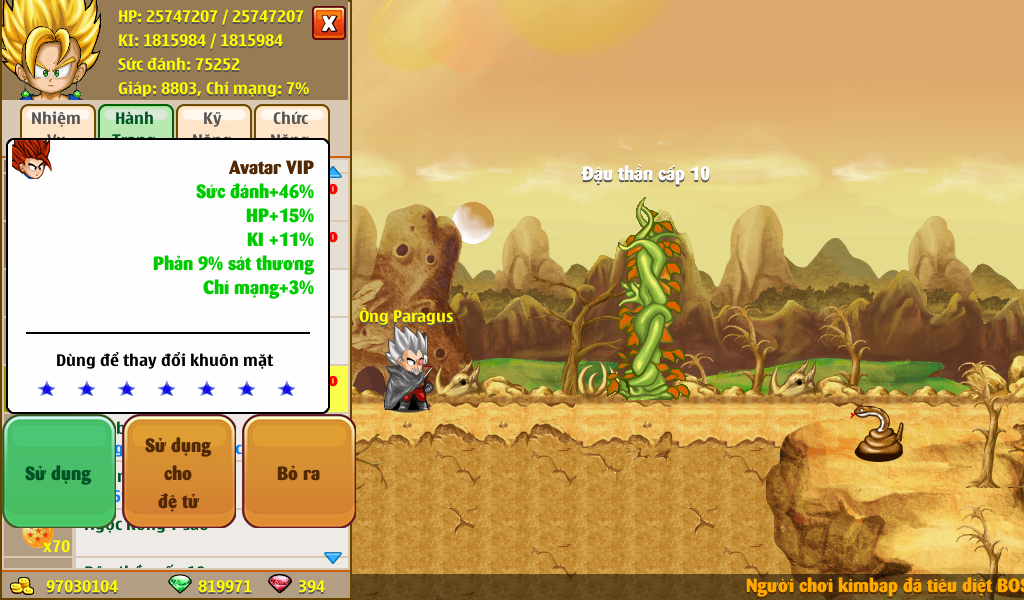 HP: 25747207 / 25747207
KI: 1815984 / 1815984
Sức đánh: 75252
Giáp: 8803, Chí mạng: 7%
X
Nhiệm
Hành
Kỹ
Chức
Avatar VIP
Sức đánh+46%
HP+15%
KI +11%
Phản 9% sát thương
Chí mạng+3%
Dùng để thay đổi khuôn mặt
Sử dụng
Sử dụng
cho
đệ tử
Bỏ ra
x70
97030104
819971
394
Đậu thần cấp 10
Ông Paragus
Người chơi kimbap đã tiêu diệt BOS